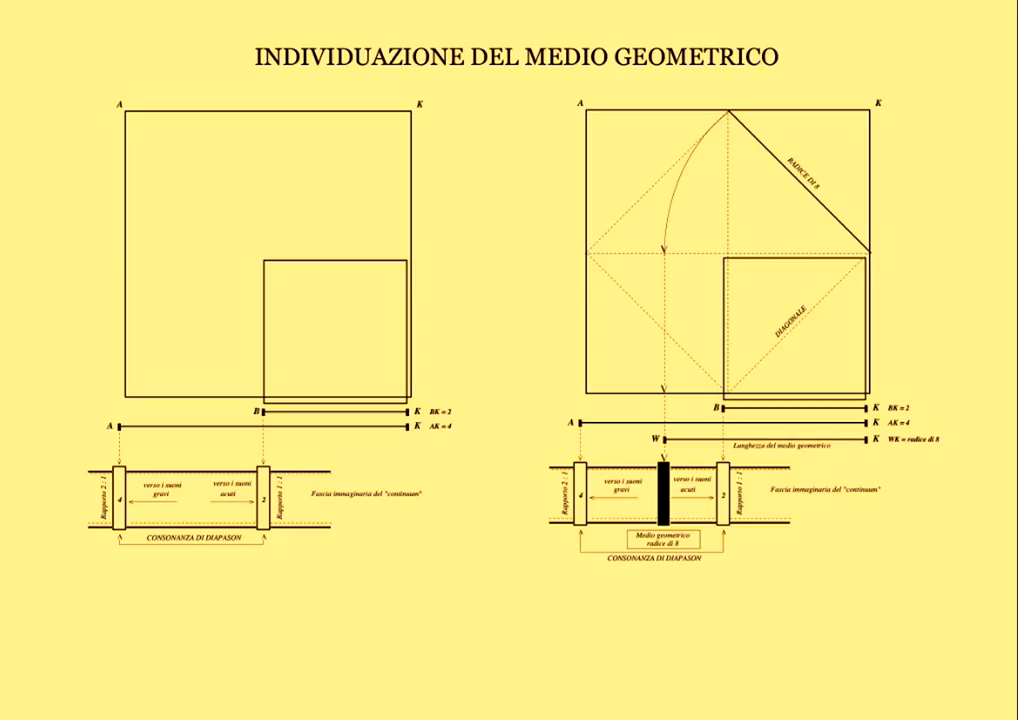 INDIVIDUAZIONE DEL MEDIO GEOMETRICO
A
K
B
K
BK = 2
A
K
AK = 4
Rapporto 2 : 1
4
verso i suoni
gravi
verso i suoni
acuti
2
Rapporto 1 : 1
Fascia immaginaria del "continuum"
CONSONANZA DI DIAPASON
A
K
RADICE DI 8
DIAGONALE
B
K
BK = 2
A
K
AK = 4
W
K
WK = radice di 8
Lunghezza del medio geometrico
Rapporto 2 : 1
4
verso i suoni
gravi
verso i suoni
acuti
2
Rapporto 1 : 1
Fascia immaginaria del "continuum"
Medio geometrico
radice di 8
CONSONANZA DI DIAPASON